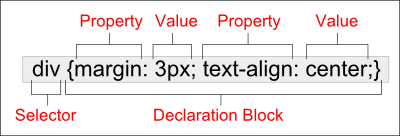 Property Value Property Value
div {margin: 3px; text-align: center;}
Selector Declaration Block